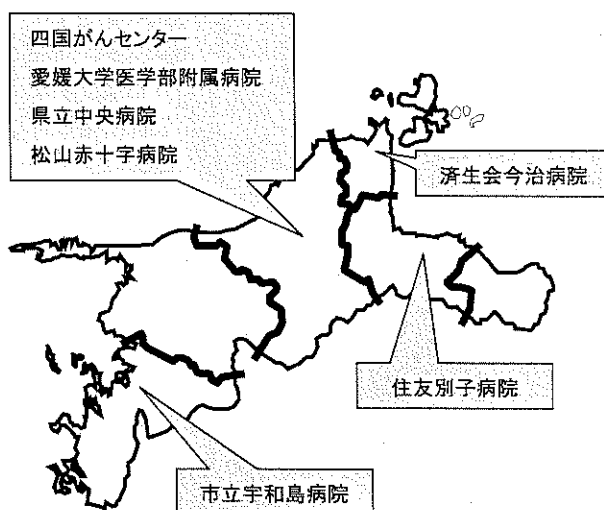 四国がんセンター
愛媛大学医学部附属病院
県立中央病院
松山赤十字病院
済生会今治病院
住友別子病院
市立宇和島病院